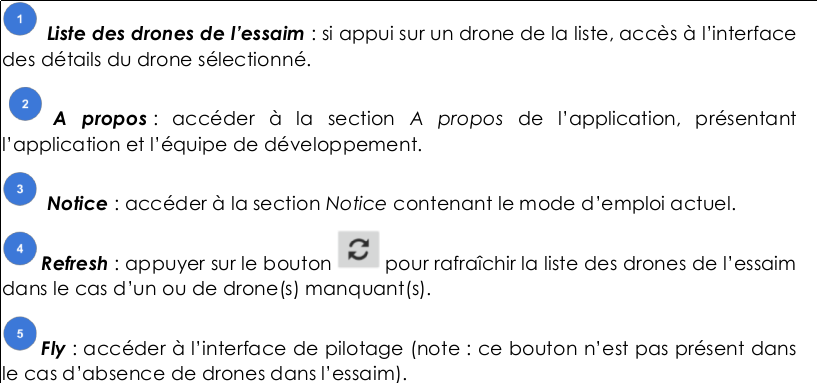 1 Liste des drones de l'essaim : si appui sur un drone de la liste, accès à l'interface
des détails du drone sélectionné.
2 A propos : accéder à la section A propos de l'application, présentant
l'application et l'équipe de développement.
3 Notice : accéder à la section Notice contenant le mode d'emploi actuel.
4 Refresh : appuyer sur le bouton pour rafraîchir la liste des drones de l'essaim
dans le cas d'un ou de drone(s) manquant(s).
5 Fly : accéder à l'interface de pilotage (note : ce bouton n'est pas présent dans
le cas d'absence de drones dans l'essaim).